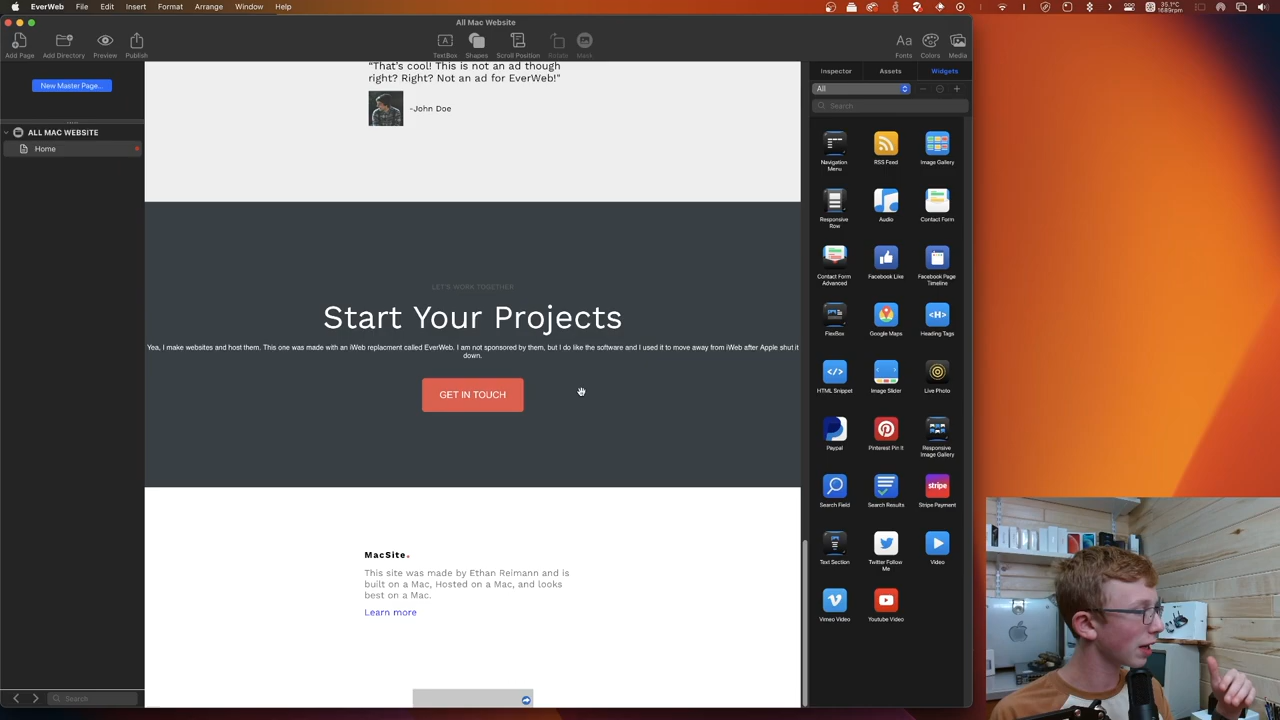 EverWeb File Edit Insert Format Arrange Window Help
35.1°C
1689rpm
All Mac Website
Add Page Add Directory Preview Publish
TextBox Shapes Scroll Position Rotate Mask
Fonts Colors Media
New Master Page...
ALL MAC WEBSITE
Home
Search
"That's cool! This is not an ad though
right? Right? Not an ad for EverWeb!"
-John Doe
LET'S WORK TOGETHER
Start Your Projects
Yea, I make websites and host them. This one was made with an iWeb replacment called EverWeb. I am not sponsored by them, but I do like the software and I used it to move away from iWeb after Apple shut it
down.
GET IN TOUCH
MacSite.
This site was made by Ethan Reimann and is
built on a Mac, Hosted on a Mac, and looks
best on a Mac.
Learn more
Inspector Assets Widgets
All
Search
Navigation
Menu
RSS Feed
Image Gallery
Responsive
Row
Audio
Contact Form
Contact Form
Advanced
Facebook Like
Facebook Page
Timeline
FlexBox
Google Maps
Heading Tags
HTML Snippet
Image Slider
Live Photo
Paypal
Pinterest Pin It
Responsive
Image Gallery
Search Field
Search Results
stripe
Stripe Payment
Text Section
Twitter Follow
Me
Video
Vimeo Video
Youtube Video